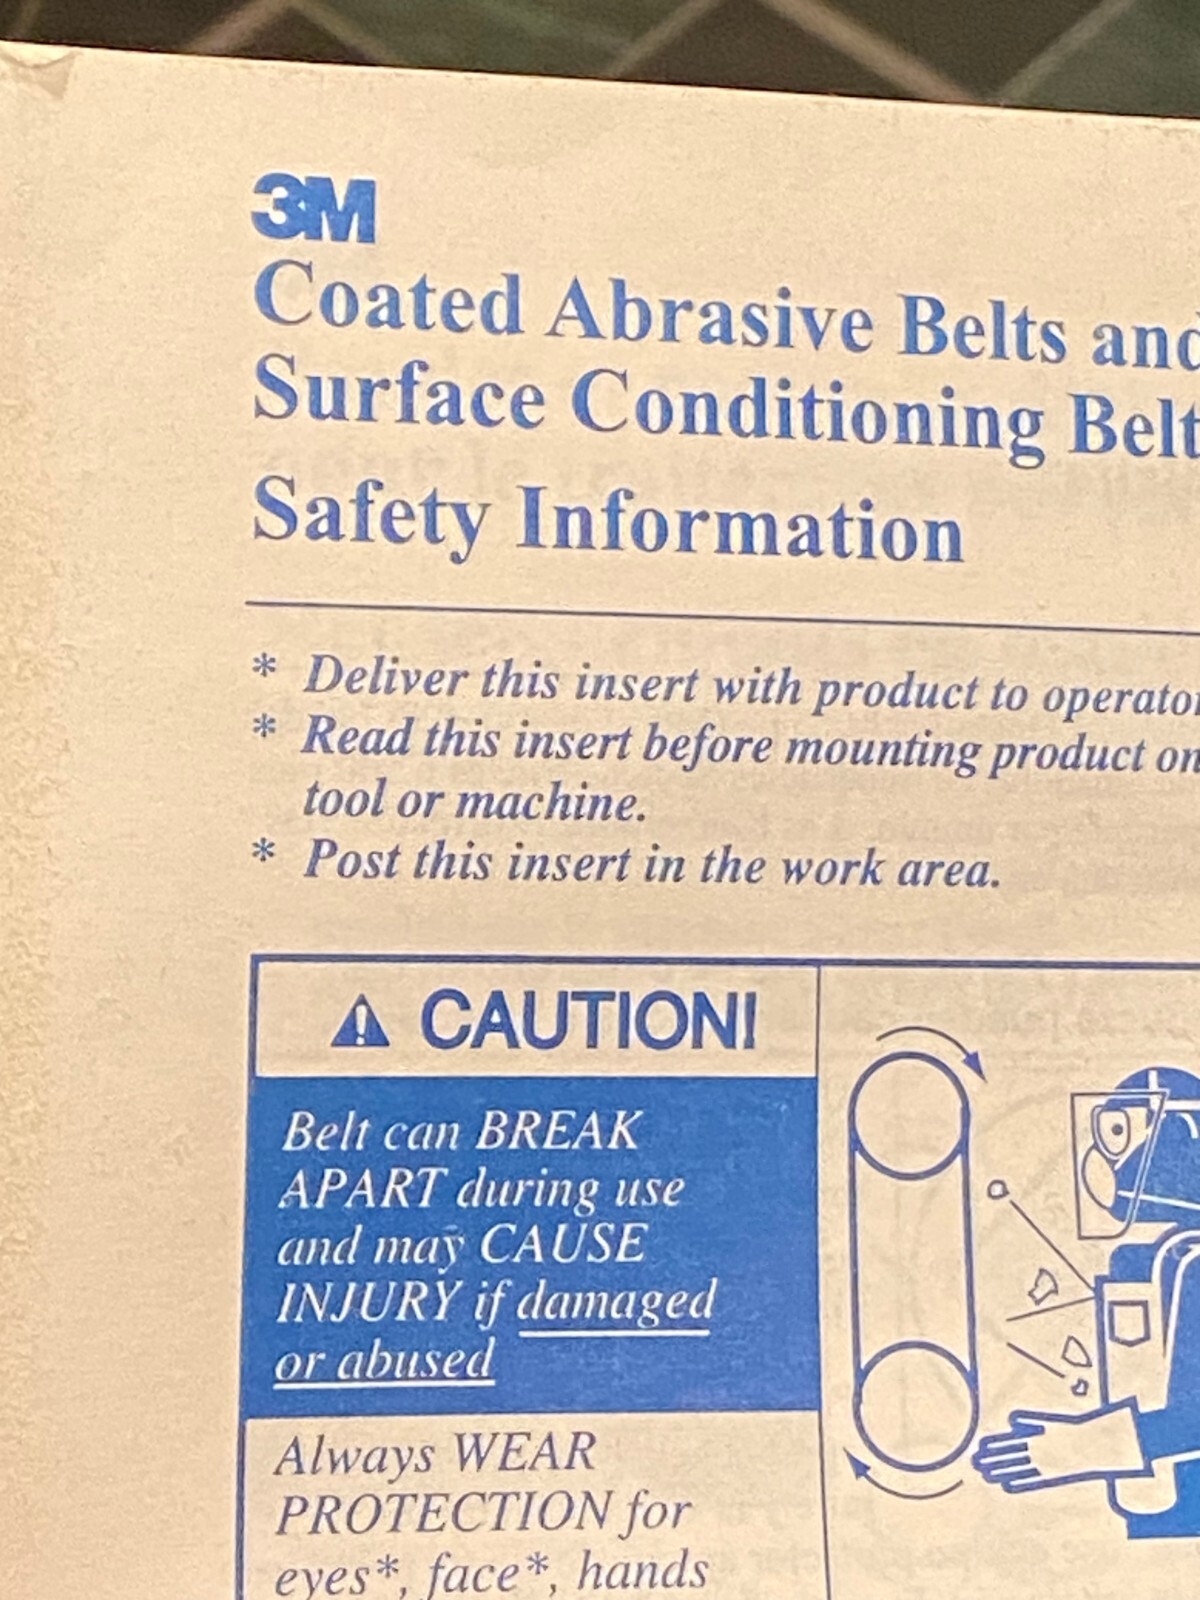 3M
Coated Abrasive Belts and
Surface Conditioning Belt
Safety Information
* Deliver this insert with product to operator
* Read this insert before mounting product on
tool or machine.
* Post this insert in the work area.
CAUTION!
Belt can BREAK
APART during use
and may CAUSE
INJURY if damaged
or abused
Always WEAR
PROTECTION for
eyes*, face*, hands